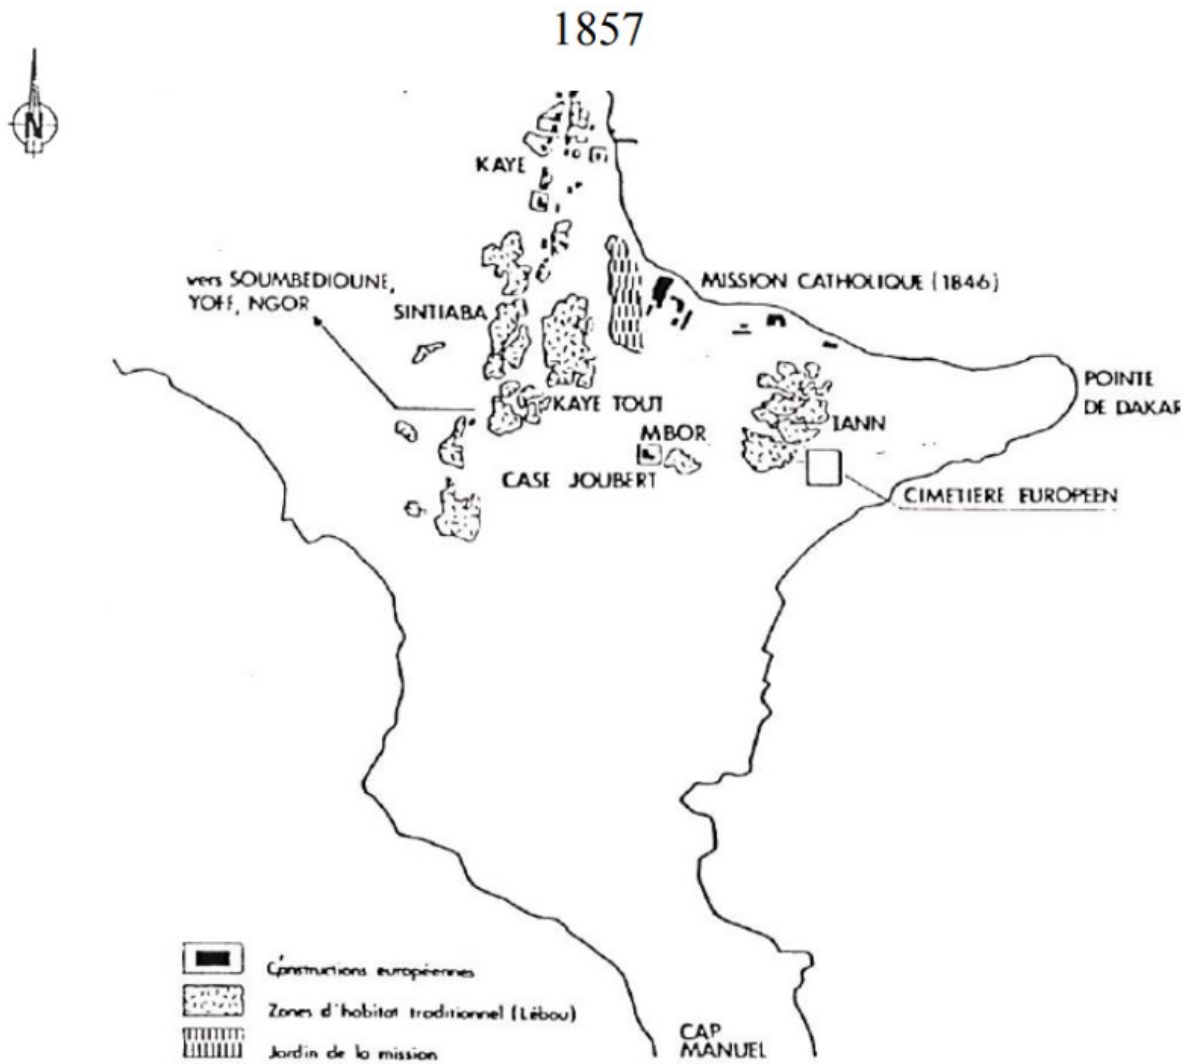 1857
N
KAYE
vers SOUMBEDIOUNE,
YOFF, NGOR
MISSION CATHOLIQUE (1846)
SINTIABA
POINTE
DE DAKAR
KAYE TOUT
IANN
MBOR
CASE JOUBERT
CIMETIERE EUROPEEN
Constructions européennes
Zones d'habitat traditionnel (Lébou)
Jardin de la mission
CAP
MANUEL